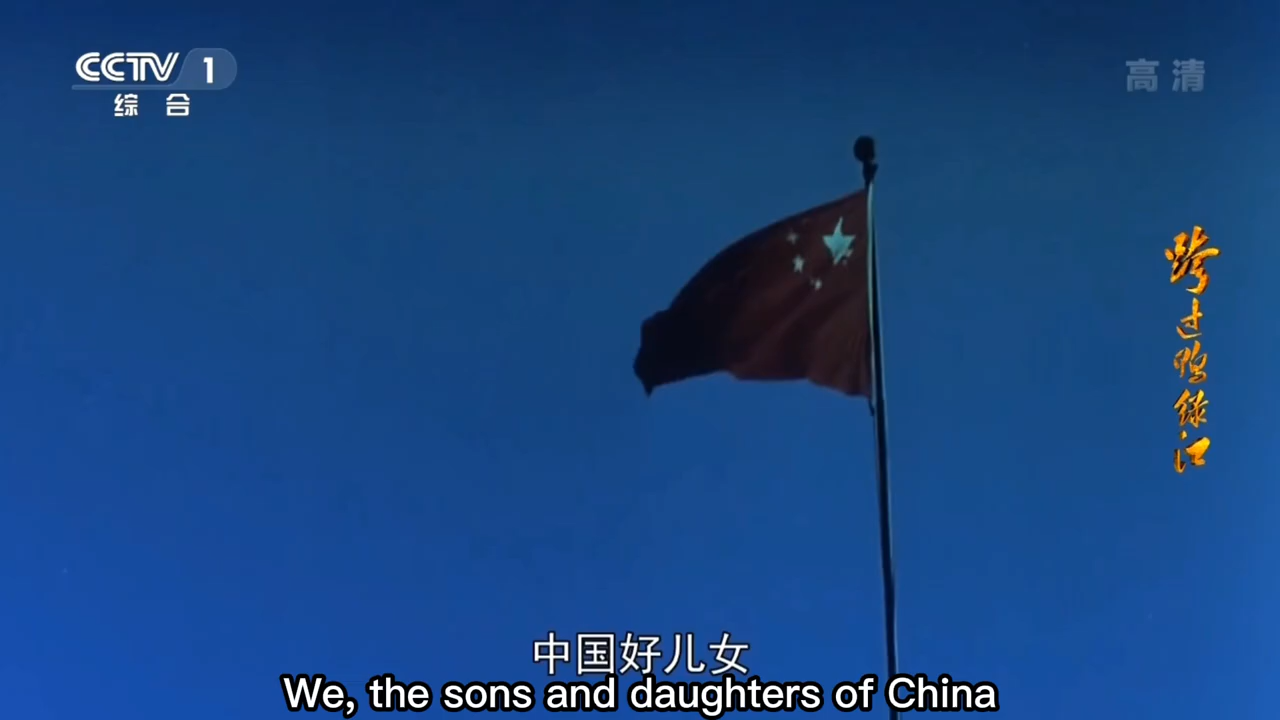 CCTV 1
综合
高清
跨过鸭绿江
中国好儿女
We, the sons and daughters of China